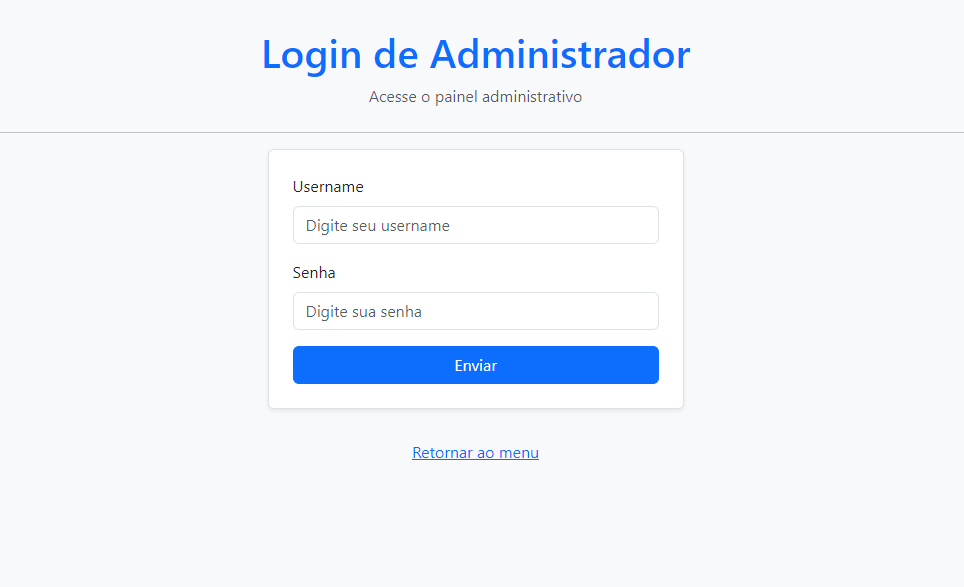 Login de Administrador
Acesse o painel administrativo
Username
Digite seu username
Senha
Digite sua senha
Enviar
Retornar ao menu